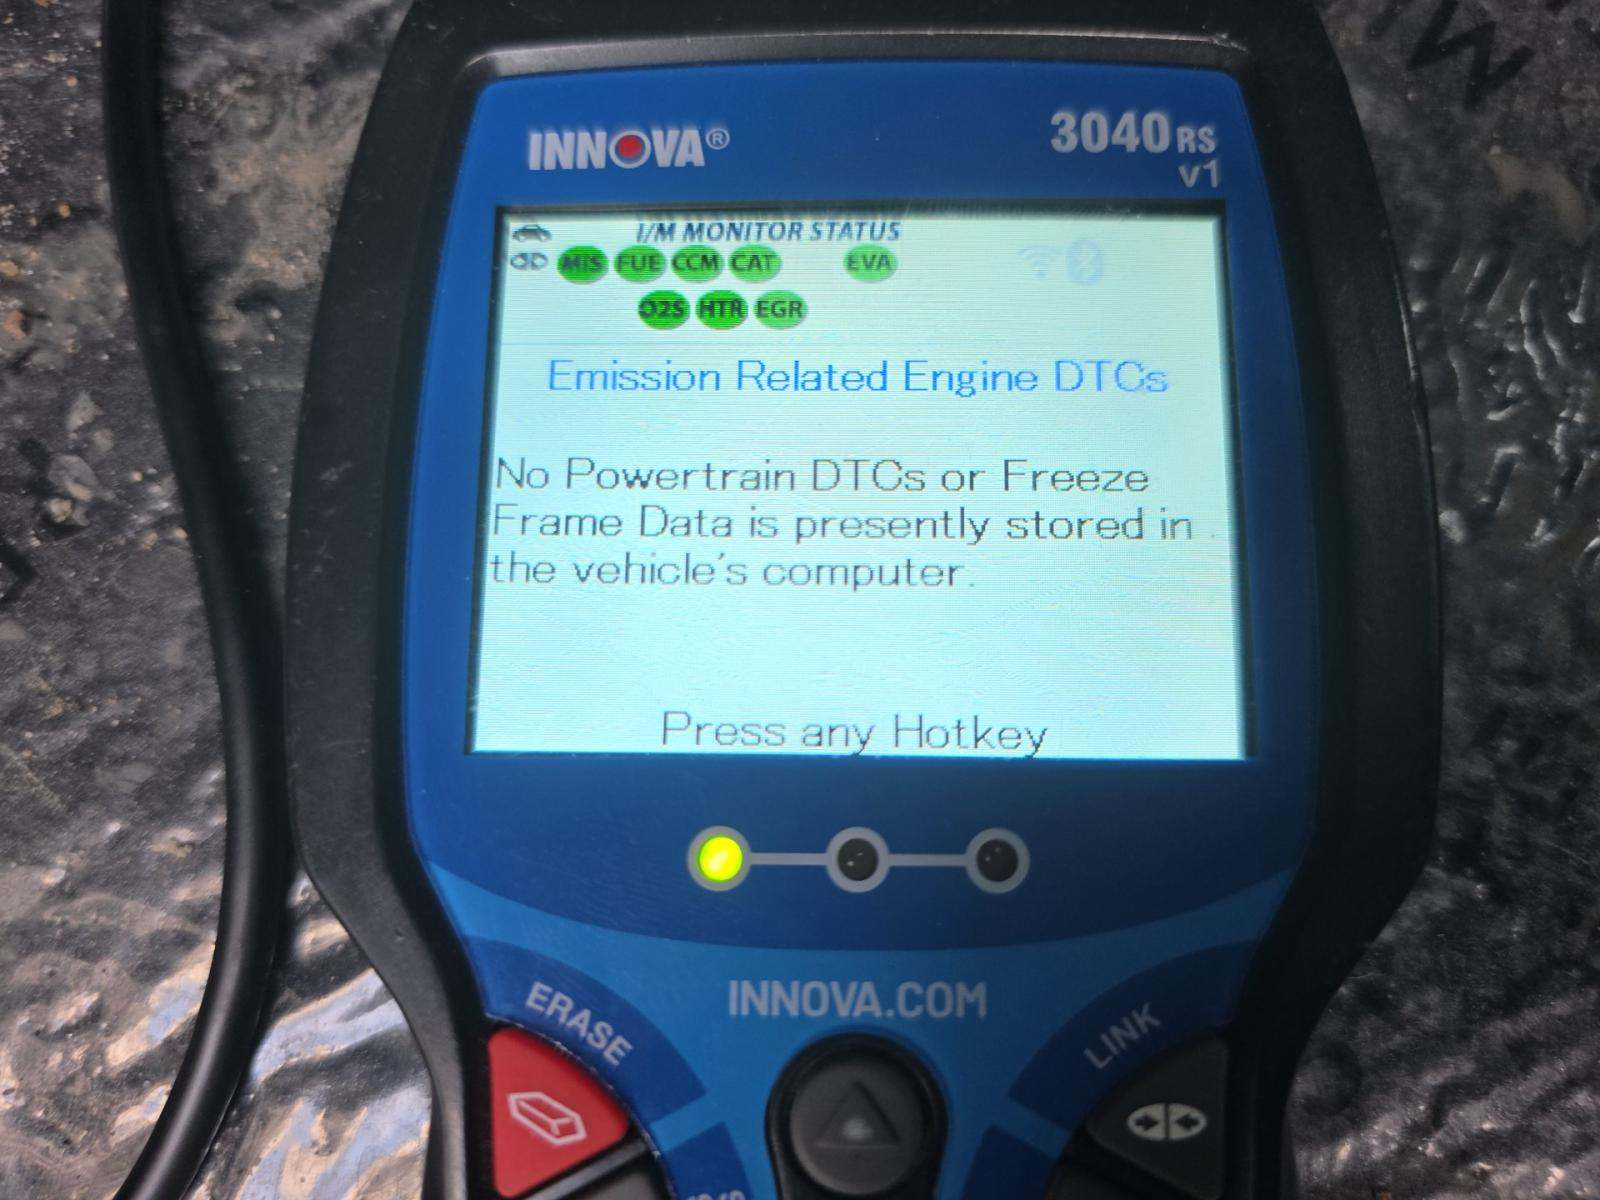 INNOVA®
3040RS
v1
I/M MONITOR STATUS
MIS FUE CCM CAT EVA
O2S HTR EGR
Emission Related Engine DTCs
No Powertrain DTCs or Freeze
Frame Data is presently stored in
the vehicle's computer.
Press any Hotkey
INNOVA.COM
ERASE
LINK